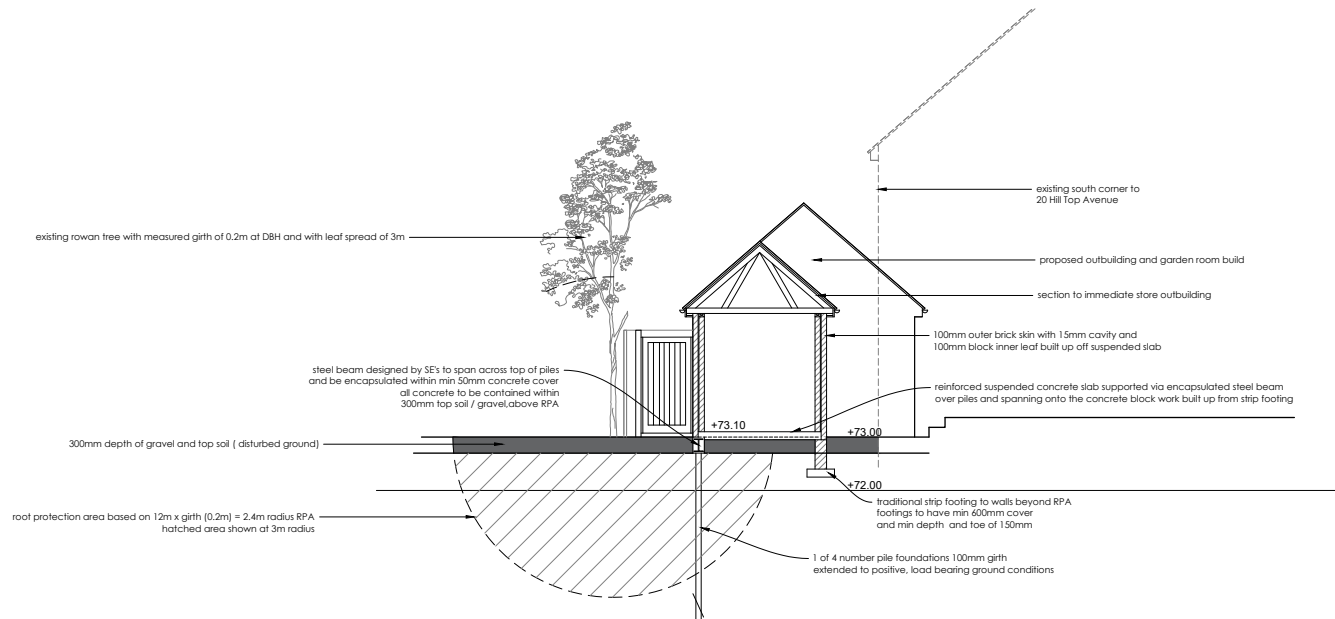 existing south corner to
20 Hill Top Avenue
existing rowan tree with measured girth of 0.2m at DBH and with leaf spread of 3m
proposed outbuilding and garden room build
section to immediate store outbuilding
100mm outer brick skin with 15mm cavity and
100mm block inner leaf built up off suspended slab
steel beam designed by SE's to span across top of piles
and be encapsulated within min 50mm concrete cover
all concrete to be contained within
300mm top soil / gravel,above RPA
reinforced suspended concrete slab supported via encapsulated steel beam
over piles and spanning onto the concrete block work built up from strip footing
+73.10
+73.00
300mm depth of gravel and top soil ( disturbed ground)
+72.00
traditional strip footing to walls beyond RPA
footings to have min 600mm cover
and min depth and toe of 150mm
root protection area based on 12m x girth (0.2m) = 2.4m radius RPA
hatched area shown at 3m radius
1 of 4 number pile foundations 100mm girth
extended to positive, load bearing ground conditions